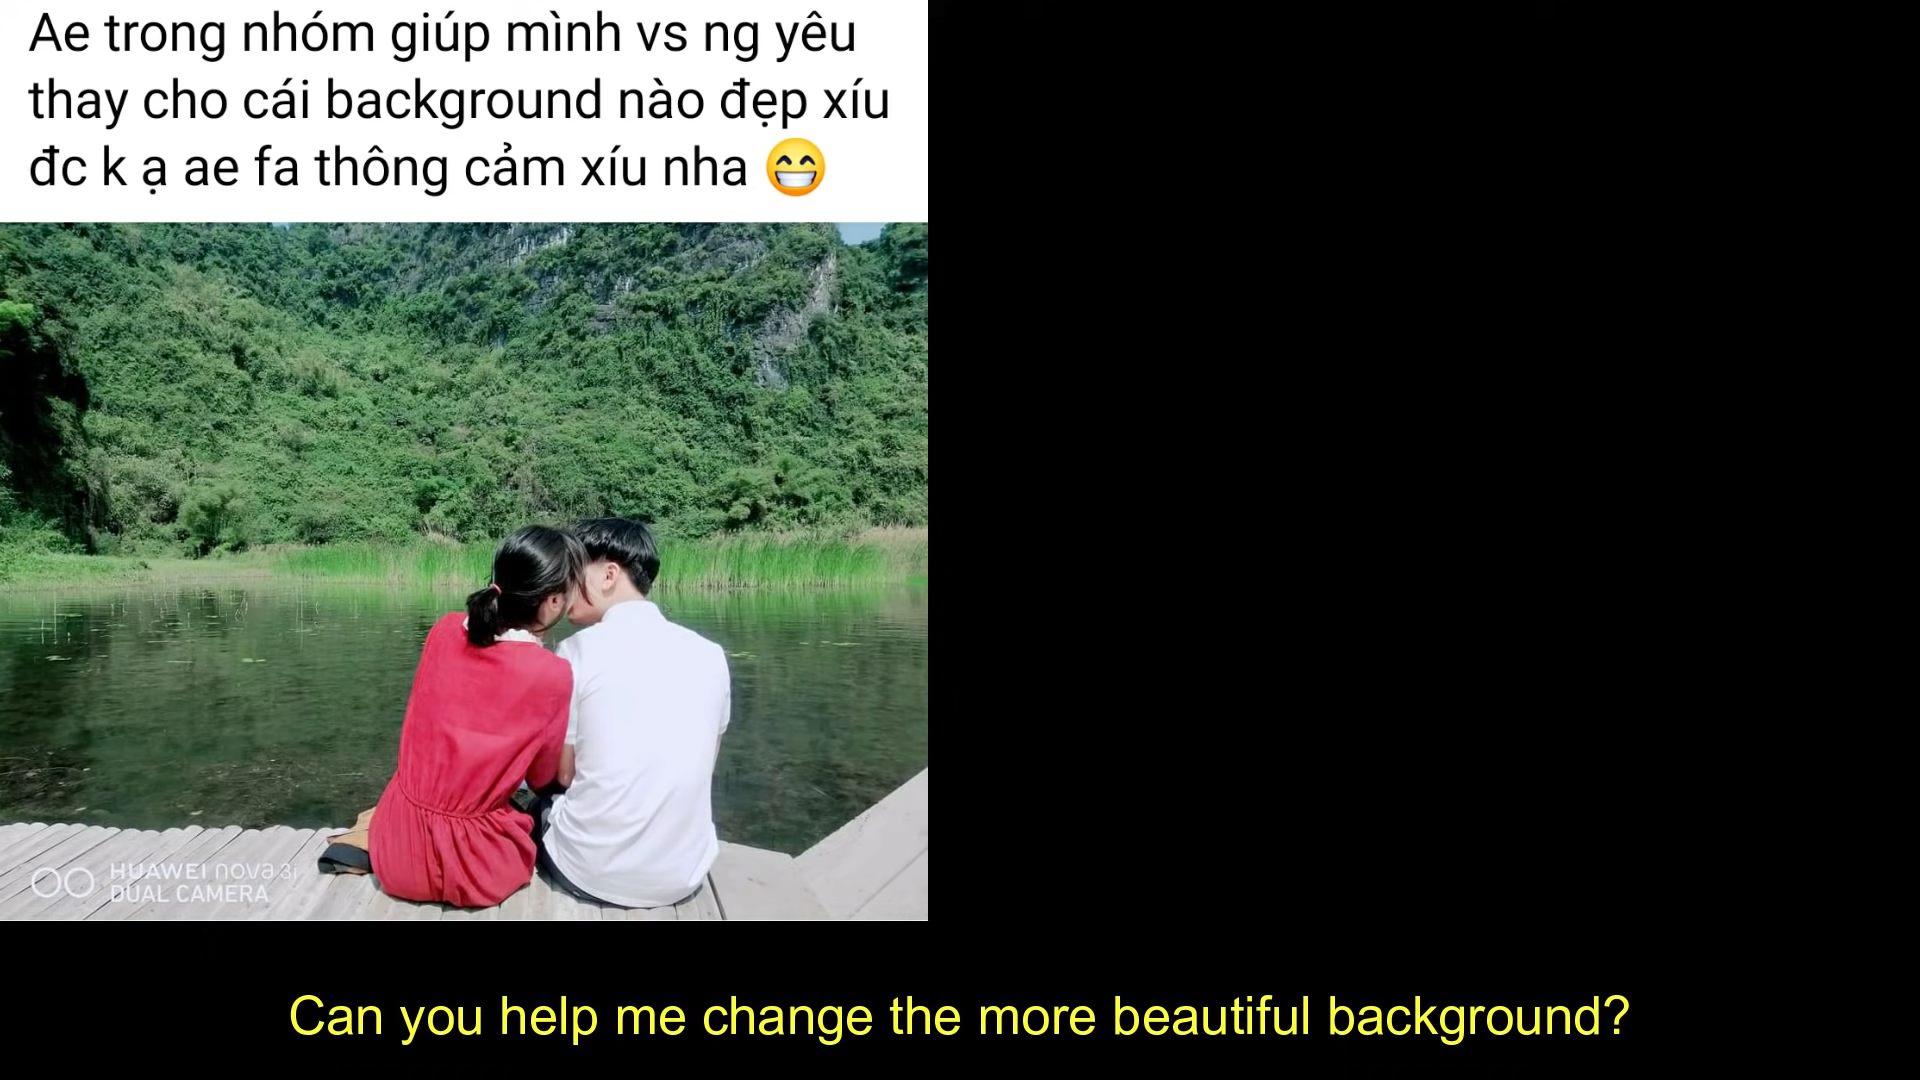 Ae trong nhóm giúp mình vs ng yêu
thay cho cái background nào đẹp xíu
đc k ạ ae fa thông cảm xíu nha 😁
HUAWEI nova 3i
DUAL CAMERA
Can you help me change the more beautiful background?